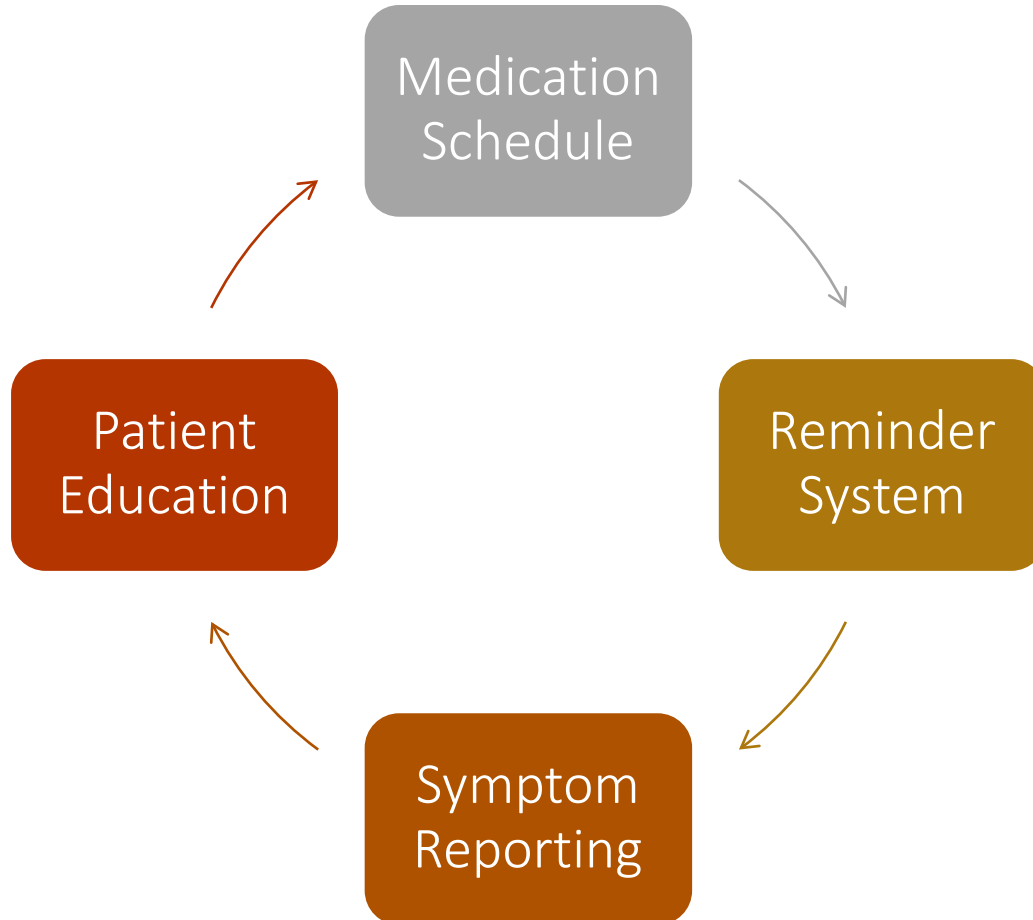 Medication
Schedule
Patient
Education
Reminder
System
Symptom
Reporting